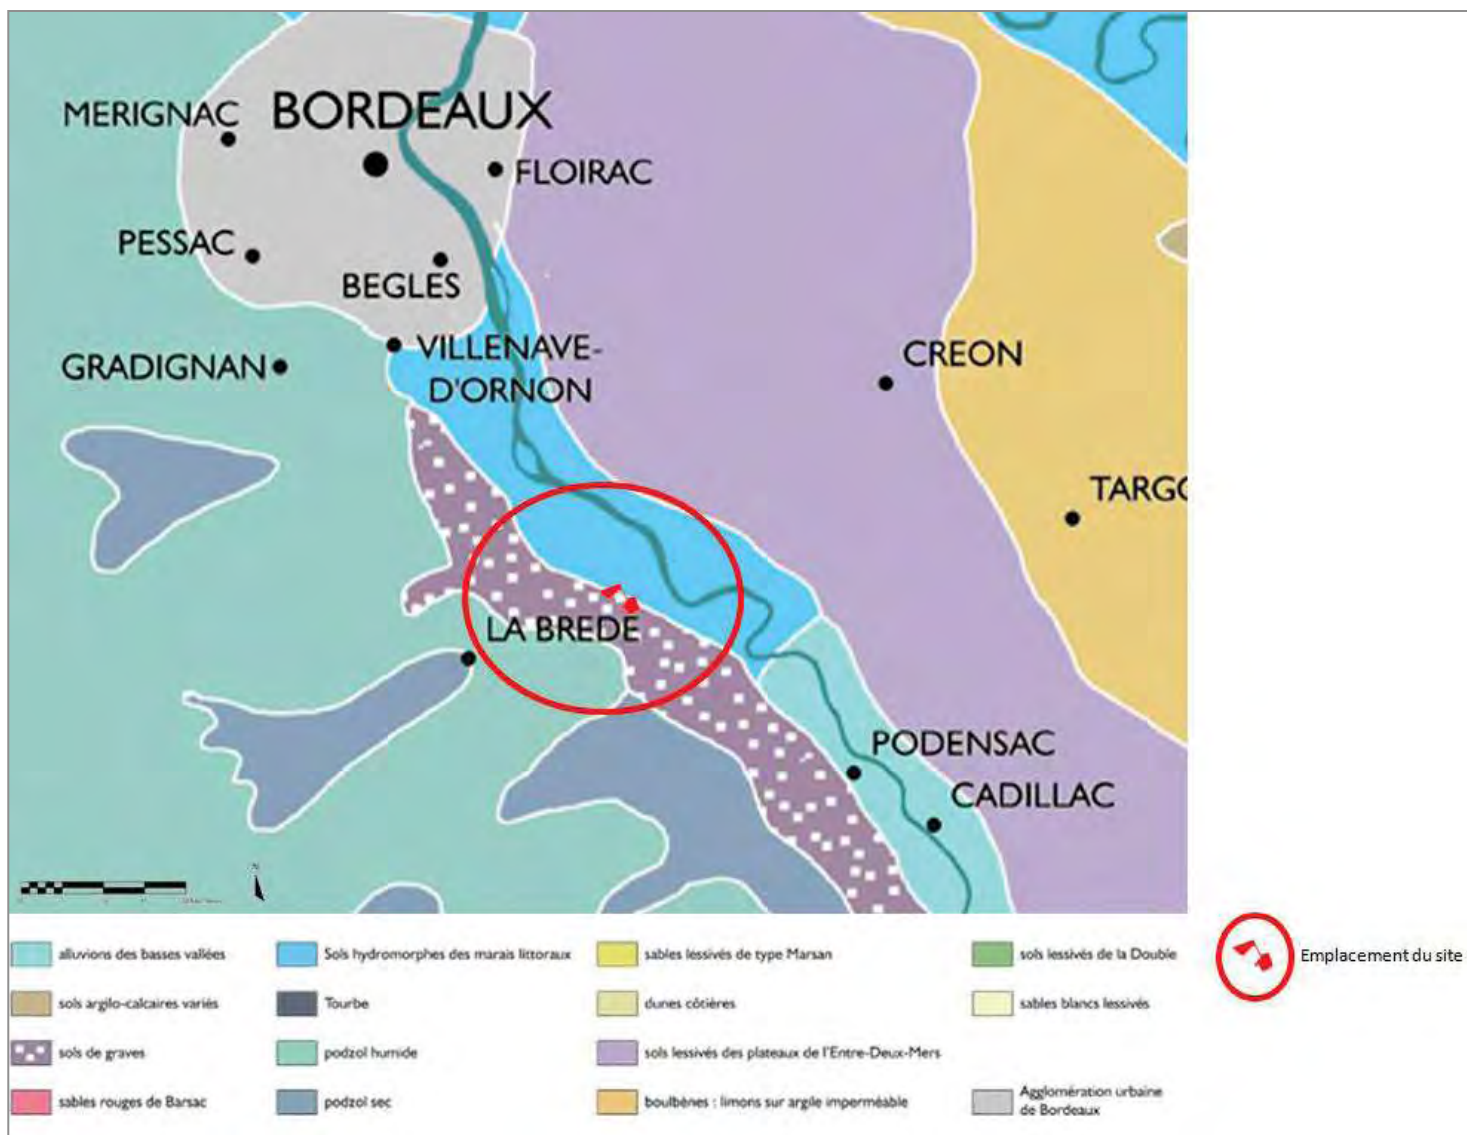 MERIGNAC
BORDEAUX
FLOIRAC
PESSAC
BEGLES
VILLENAVE-
D'ORNON
GRADIGNAN
CREON
TARGO
LA BREDE
PODENSAC
CADILLAC
alluvions des basses vallées
Sols hydromorphes des marais littoraux
sables lessivés de type Marsan
sols lessivés de la Double
Emplacement du site
sols argilo-calcaires variés
Tourbe
dunes côtières
sables blancs lessivés
sols de graves
podzol humide
sols lessivés des plateaux de l'Entre-Deux-Mers
sables rouges de Barsac
podzol sec
boulbènes : limons sur argile imperméable
Agglomération urbaine
de Bordeaux